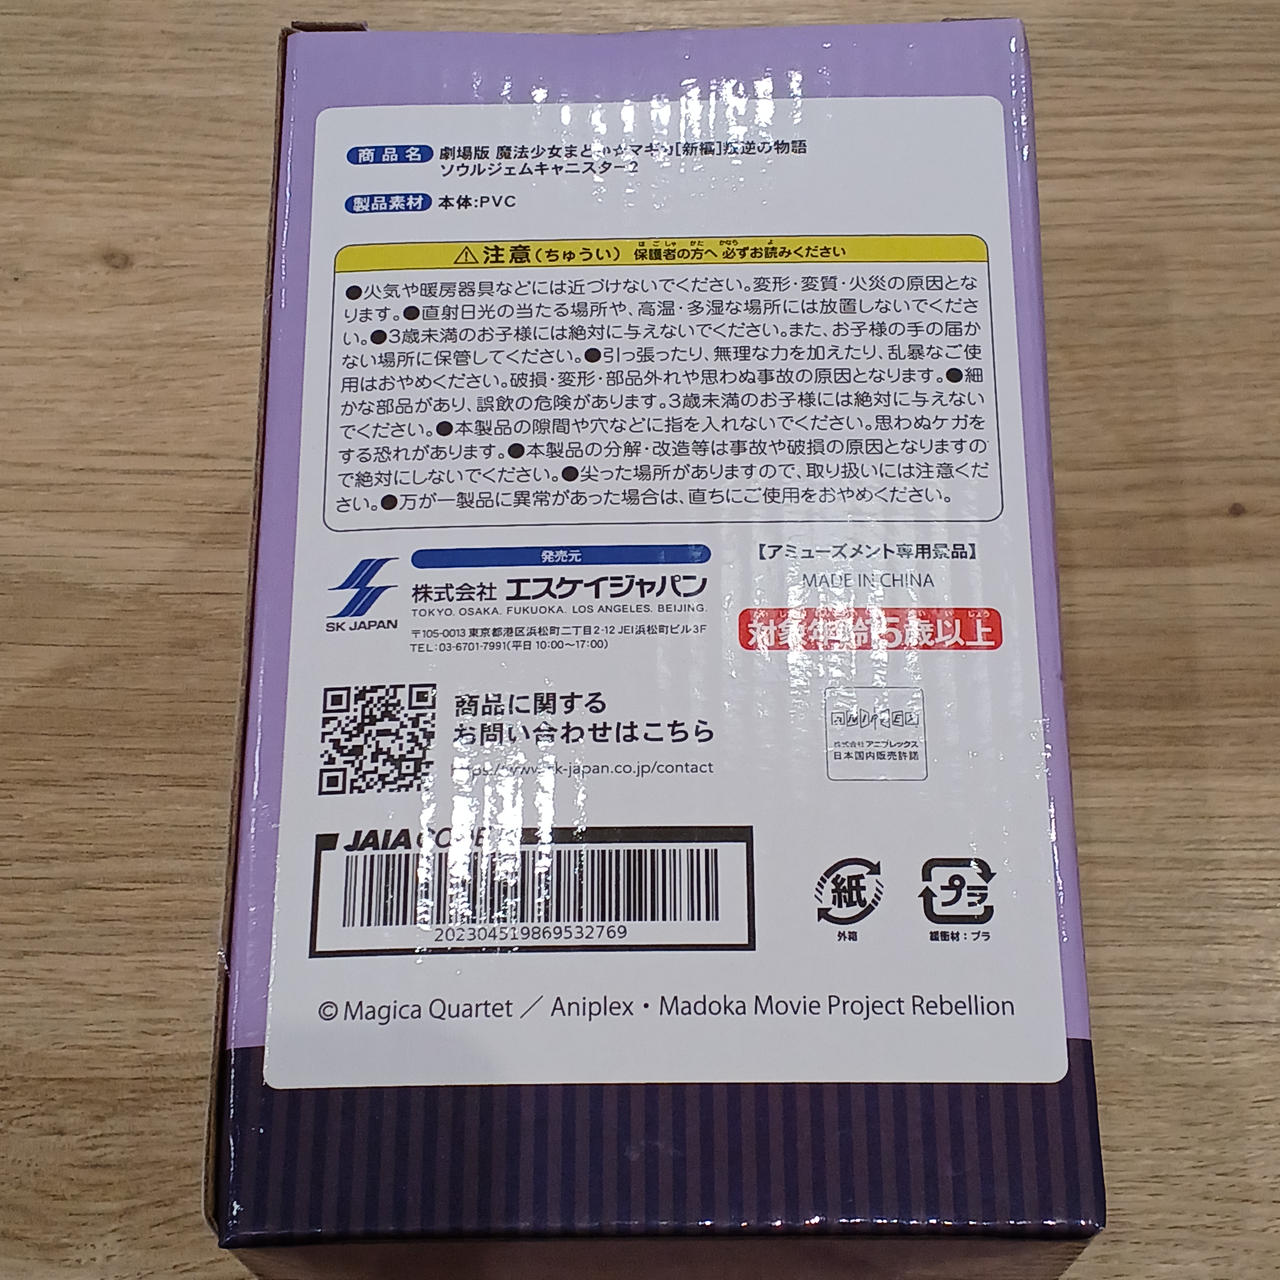 商品名 劇場版 魔法少女まどか☆マギカ[新編]叛逆の物語
ソウルジェムキャニスター2
製品素材 本体:PVC
⚠注意(ちゅうい) 保護者の方へ 必ずお読みください
●火気や暖房器具などには近づけないでください。変形・変質・火災の原因とな
ります。●直射日光の当たる場所や、高温・多湿な場所には放置しないでくださ
い。●3歳未満のお子様には絶対に与えないでください。また、お子様の手の届か
ない場所に保管してください。●引っ張ったり、無理な力を加えたり、乱暴なご使
用はおやめください。破損・変形・部品外れや思わぬ事故の原因となります。●細
かな部品があり、誤飲の危険があります。3歳未満のお子様には絶対に与えない
でください。●本製品の隙間や穴などに指を入れないでください。思わぬケガを
する恐れがあります。●本製品の分解・改造等は事故や破損の原因となりますの
で絶対にしないでください。●尖った場所がありますので、取り扱いには注意くだ
さい。●万が一製品に異常があった場合は、直ちにご使用をおやめください。
発売元
株式会社 エスケイジャパン
TOKYO. OSAKA. FUKUOKA. LOS ANGELES. BEIJING.
SK JAPAN
〒105-0013 東京都港区浜松町二丁目2-12 JEI浜松町ビル3F
TEL:03-6701-7991(平日 10:00〜17:00)
【アミューズメント専用景品】
MADE IN CHINA
対象年齢15歳以上
商品に関する
お問い合わせはこちら
https://www.sk-japan.co.jp/contact
ANIPLEX
株式会社アニプレックス
日本国内販売許諾
JAIA CODE
202304519869532769
紙
外箱
プラ
緩衝材:プラ
© Magica Quartet / Aniplex・Madoka Movie Project Rebellion